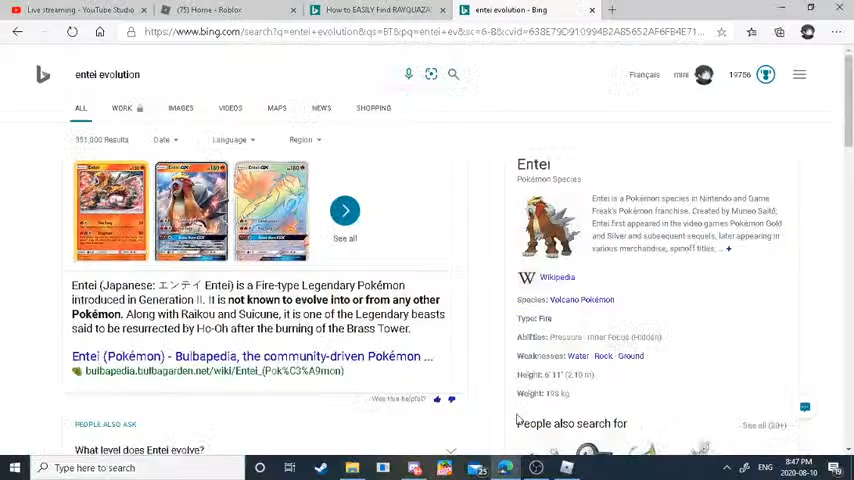 Live streaming - YouTube Studio
(75) Home - Roblox
How to EASILY Find RAYQUAZA!
entei evolution - Bing
https://www.bing.com/search?q=entei+evolution&qs=BT&pq=entei+ev&sc=6-8&cvid=638E79D910994B2A85652AF6FB4E71...
entei evolution
Français
mini
19756
ALL
WORK
IMAGES
VIDEOS
MAPS
NEWS
SHOPPING
351,000 Results
Date
Language
Region
See all
Entei (Japanese: エンテイ Entei) is a Fire-type Legendary Pokémon
introduced in Generation II. It is not known to evolve into or from any other
Pokémon. Along with Raikou and Suicune, it is one of the Legendary beasts
said to be resurrected by Ho-Oh after the burning of the Brass Tower.
Entei (Pokémon) - Bulbapedia, the community-driven Pokémon ...
bulbapedia.bulbagarden.net/wiki/Entei_(Pok%C3%A9mon)
Was this helpful?
PEOPLE ALSO ASK
What level does Entei evolve?
Entei
Pokémon Species
Entei is a Pokémon species in Nintendo and Game
Freak's Pokémon franchise. Created by Muneo Saitō,
Entei first appeared in the video games Pokémon Gold
and Silver and subsequent sequels, later appearing in
various merchandise, spinoff titles, ... +
Wikipedia
Species: Volcano Pokémon
Type: Fire
Abilities: Pressure · Inner Focus (Hidden)
Weaknesses: Water · Rock · Ground
Height: 6' 11" (2.10 m)
Weight: 198 kg
People also search for
See all (20+)
Type here to search
25
ENG
8:47 PM
2020-08-10
19